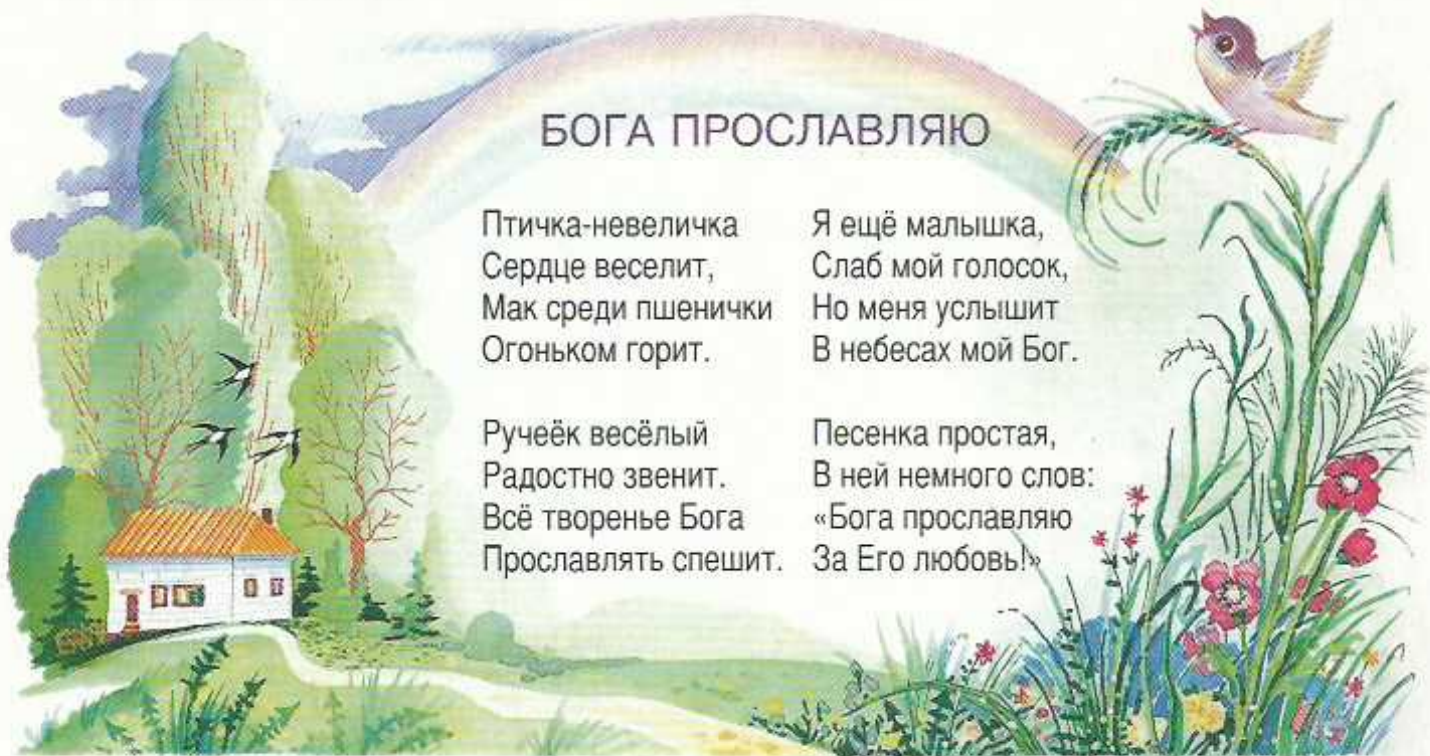 БОГА ПРОСЛАВЛЯЮ
Птичка-невеличка
Сердце веселит,
Мак среди пшенички
Огоньком горит.
Ручеёк весёлый
Радостно звенит.
Всё творенье Бога
Прославлять спешит.
Я ещё малышка,
Слаб мой голосок,
Но меня услышит
В небесах мой Бог.
Песенка простая,
В ней немного слов:
«Бога прославляю
За Его любовь!»